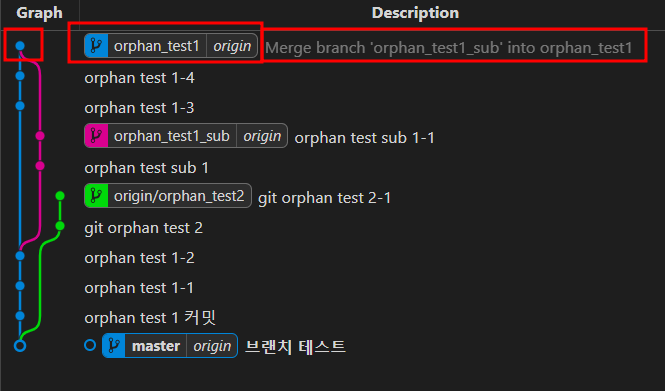 Graph Description
orphan_test1 origin Merge branch 'orphan_test1_sub' into orphan_test1
orphan test 1-4
orphan test 1-3
orphan_test1_sub origin orphan test sub 1-1
orphan test sub 1
origin/orphan_test2 git orphan test 2-1
git orphan test 2
orphan test 1-2
orphan test 1-1
orphan test 1 커밋
master origin 브랜치 테스트